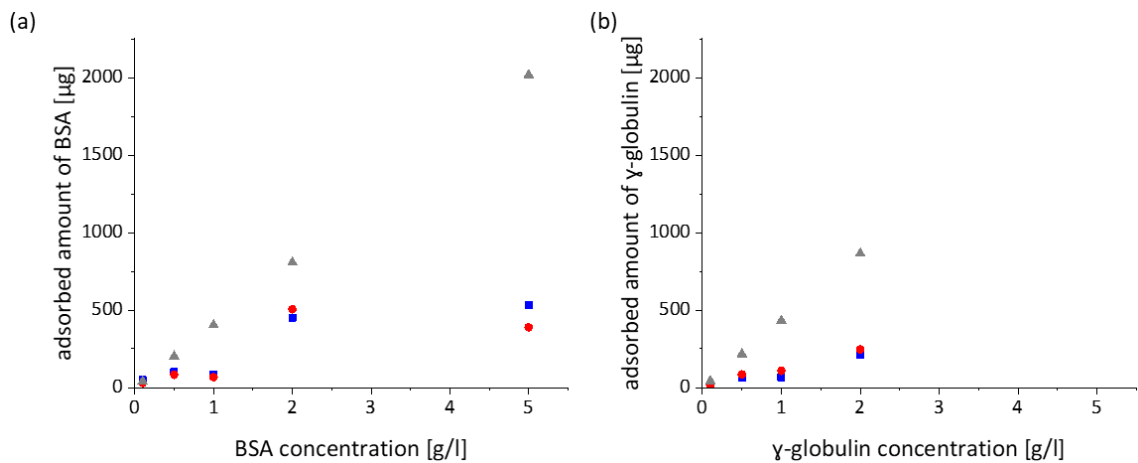 (a)
adsorbed amount of BSA [µg]
2000
1500
1000
500
0
0 1 2 3 4 5
BSA concentration [g/l]
(b)
adsorbed amount of ɣ-globulin [µg]
2000
1500
1000
500
0
0 1 2 3 4 5
ɣ-globulin concentration [g/l]